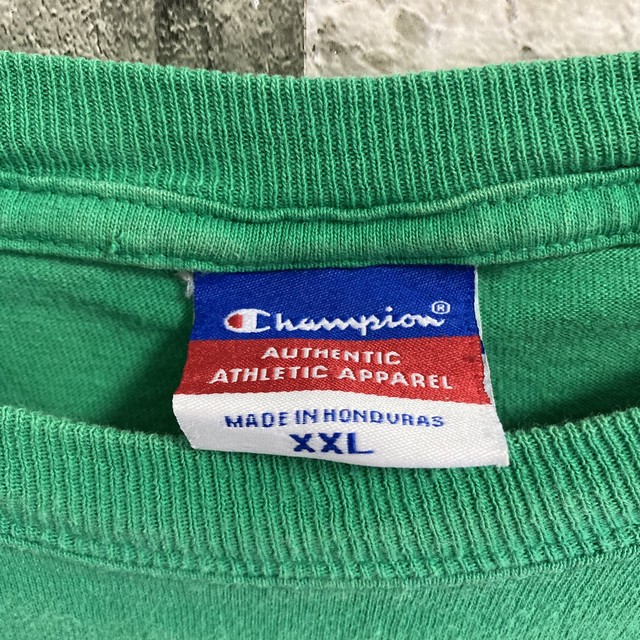 Champion®
AUTHENTIC
ATHLETIC APPAREL
MADE IN HONDURAS
XXL